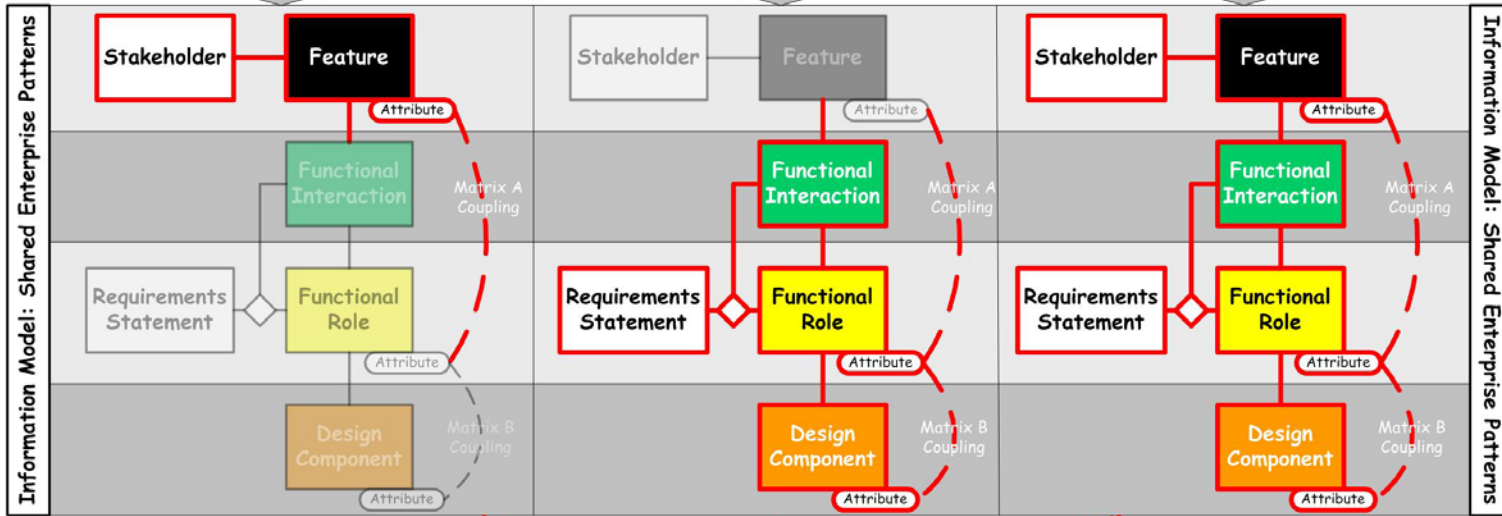 Information Model: Shared Enterprise Patterns
Stakeholder
Feature
Attribute
Functional
Interaction
Matrix A
Coupling
Requirements
Statement
Functional
Role
Attribute
Design
Component
Matrix B
Coupling
Attribute
Stakeholder
Feature
Attribute
Functional
Interaction
Matrix A
Coupling
Requirements
Statement
Functional
Role
Attribute
Design
Component
Matrix B
Coupling
Attribute
Stakeholder
Feature
Attribute
Functional
Interaction
Matrix A
Coupling
Requirements
Statement
Functional
Role
Attribute
Design
Component
Matrix B
Coupling
Attribute
Information Model: Shared Enterprise Patterns